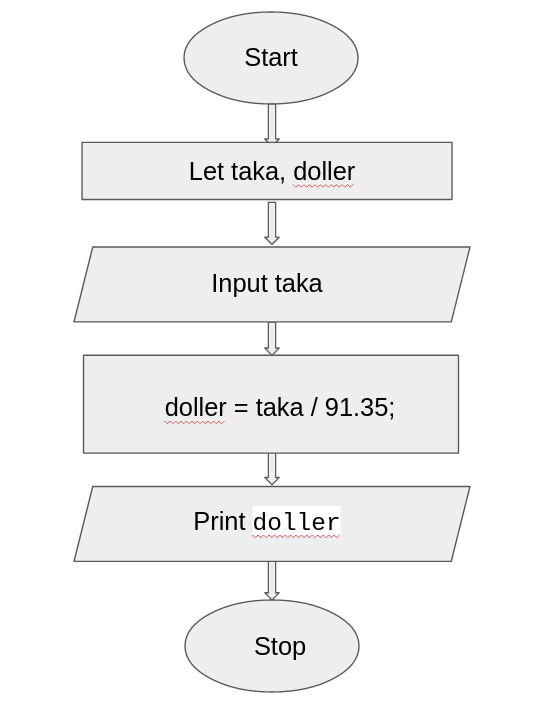 Start
Let taka, doller
Input taka
doller = taka / 91.35;
Print doller
Stop